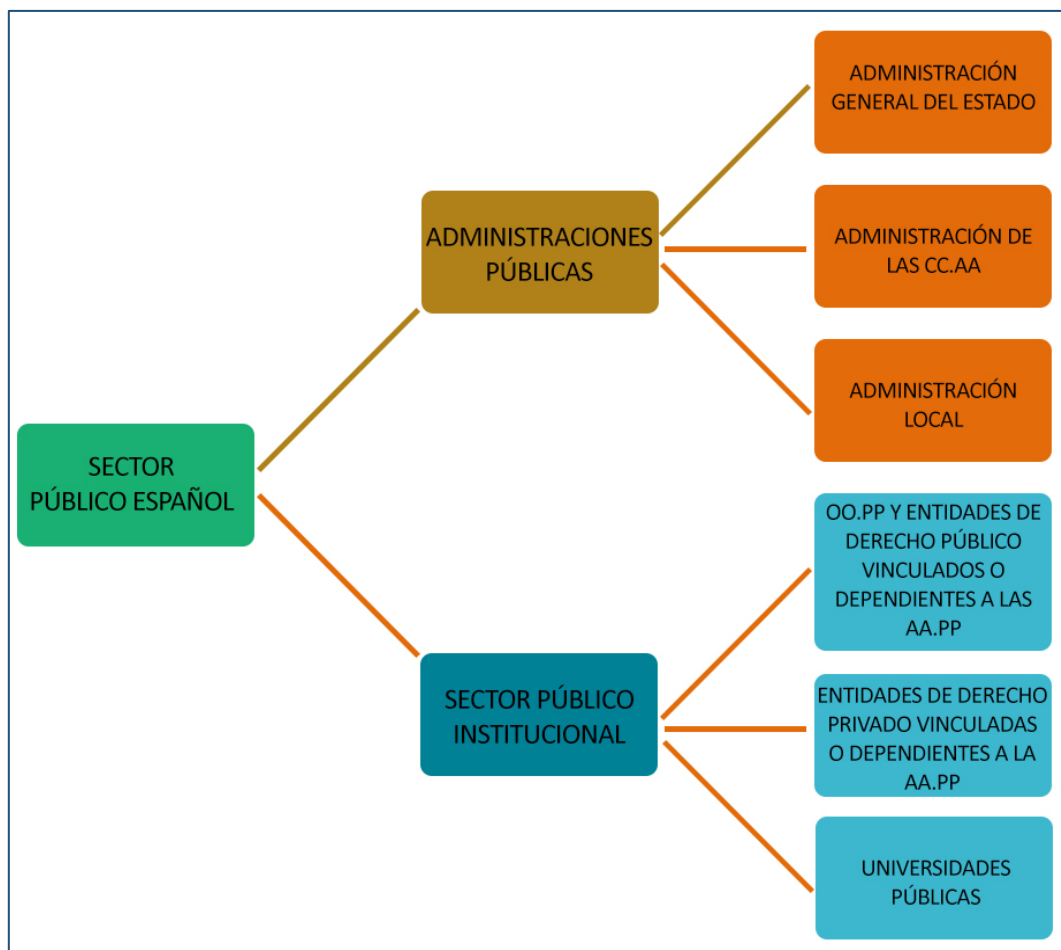 ADMINISTRACIÓN
GENERAL DEL ESTADO
ADMINISTRACIONES
PÚBLICAS
ADMINISTRACIÓN DE
LAS CC.AA
ADMINISTRACIÓN
LOCAL
SECTOR
PÚBLICO ESPAÑOL
OO.PP Y ENTIDADES DE
DERECHO PÚBLICO
VINCULADOS O
DEPENDIENTES A LAS
AA.PP
SECTOR PÚBLICO
INSTITUCIONAL
ENTIDADES DE DERECHO
PRIVADO VINCULADAS
O DEPENDIENTES A LA
AA.PP
UNIVERSIDADES
PÚBLICAS